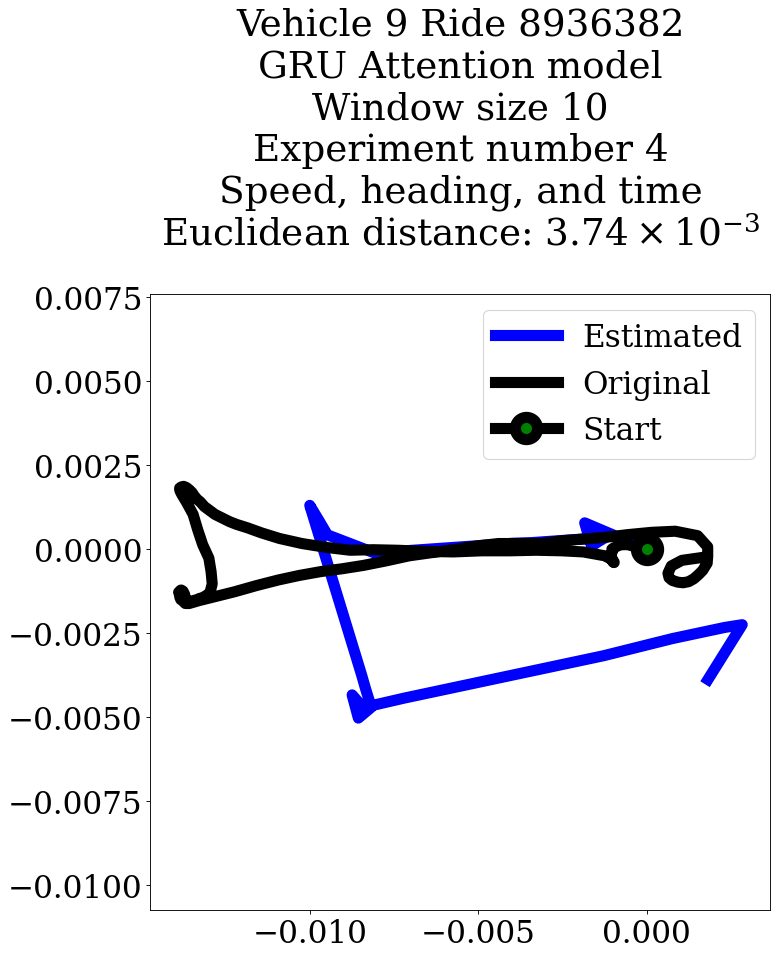 Vehicle 9 Ride 8936382
GRU Attention model
Window size 10
Experiment number 4
Speed, heading, and time
Euclidean distance: 3.74 × 10⁻³
0.0075
0.0050
0.0025
0.0000
−0.0025
−0.0050
−0.0075
−0.0100
Estimated
Original
Start
−0.010
−0.005
0.000